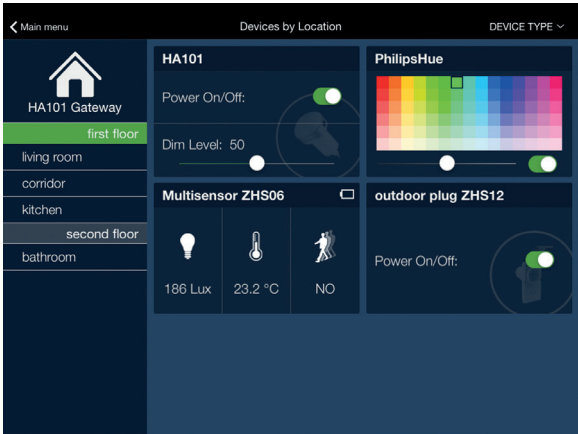 Main menu
Devices by Location
DEVICE TYPE
HA101 Gateway
first floor
living room
corridor
kitchen
second floor
bathroom
HA101
Power On/Off:
Dim Level: 50
PhilipsHue
Multisensor ZHS06
186 Lux
23.2 °C
NO
outdoor plug ZHS12
Power On/Off: